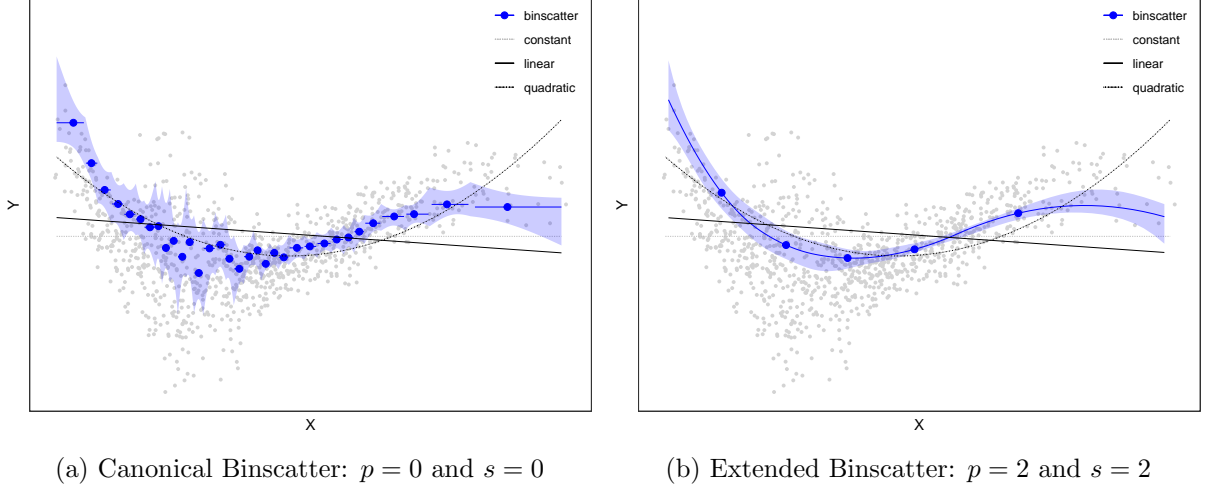 binscatter
constant
linear
quadratic
Y
X
(a) Canonical Binscatter: p = 0 and s = 0
binscatter
constant
linear
quadratic
Y
X
(b) Extended Binscatter: p = 2 and s = 2